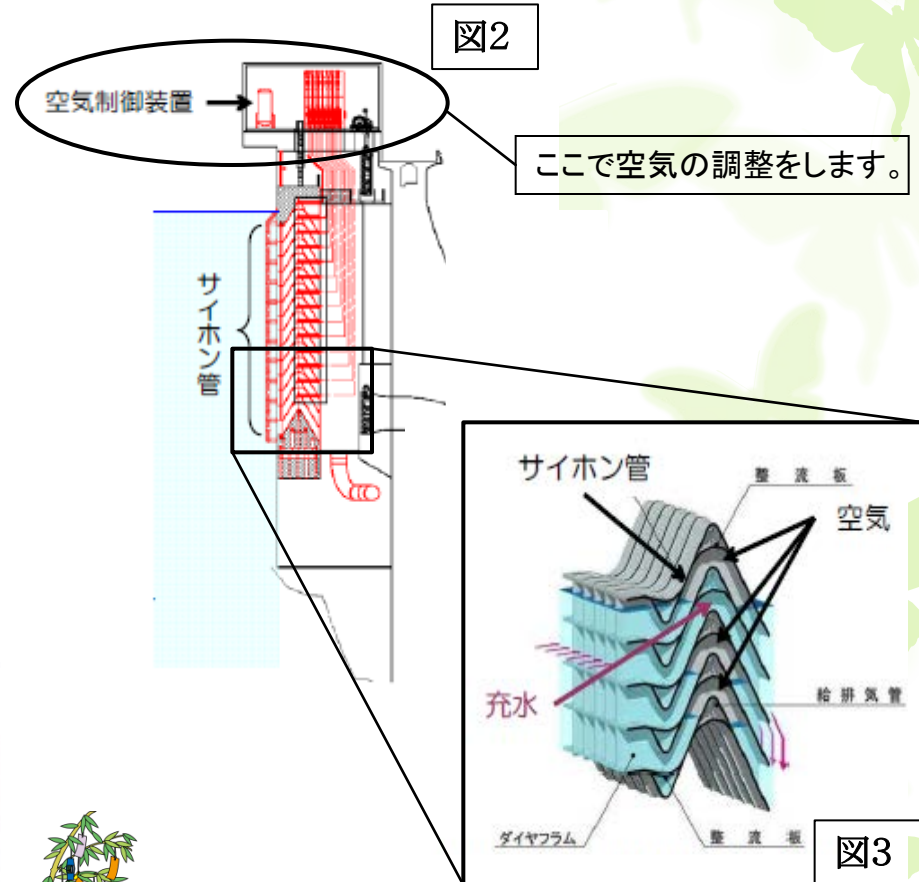 図2
空気制御装置
ここで空気の調整をします。
サイホン管
サイホン管
整流板
空気
充水
給排気管
ダイヤフラム
整流板
図3